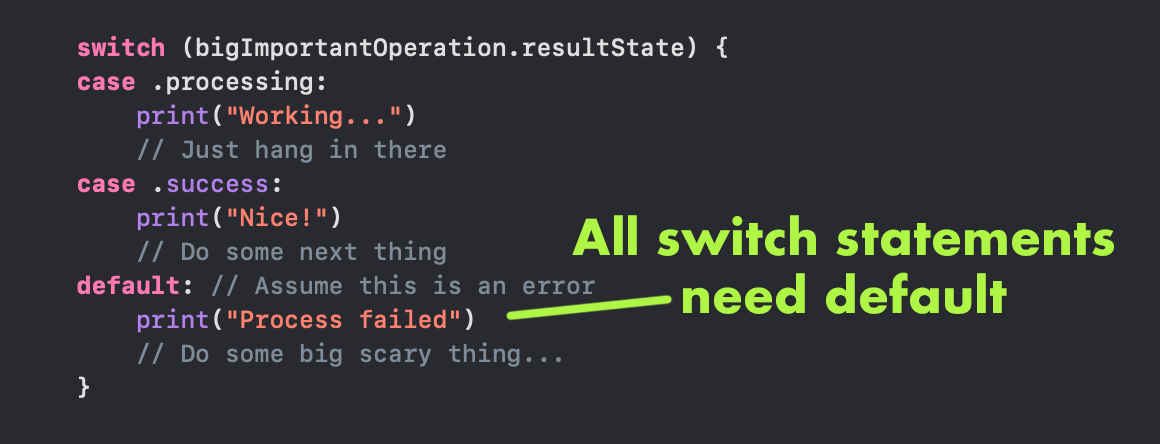 switch (bigImportantOperation.resultState) {
case .processing:
    print("Working...")
    // Just hang in there
case .success:
    print("Nice!")
    // Do some next thing
default: // Assume this is an error
    print("Process failed")
    // Do some big scary thing...
}
All switch statements
need default